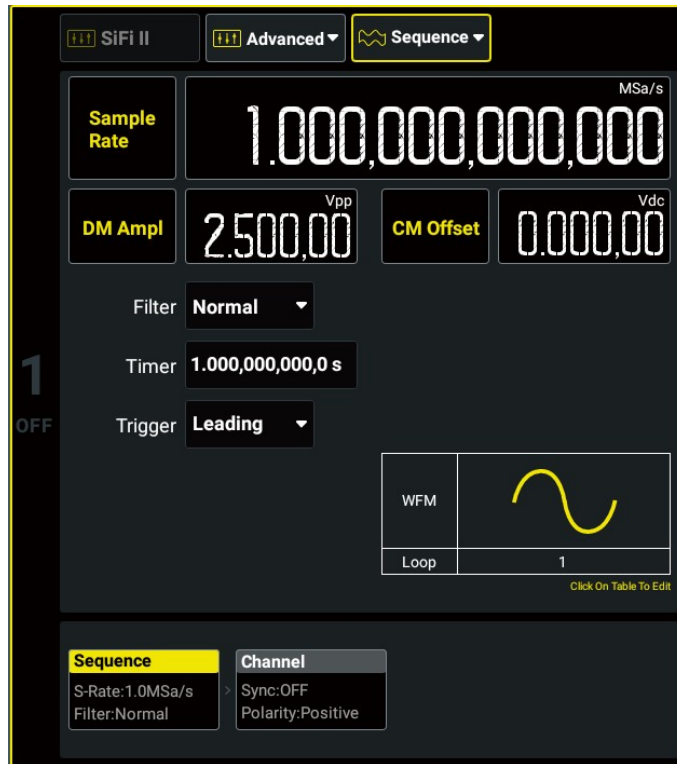 SiFi II
Advanced
Sequence
MSa/s
Sample
Rate
1.000,000,000,000
Vpp
DM Ampl
2.500,00
Vdc
CM Offset
0.000,00
Filter Normal
Timer 1.000,000,000,0 s
1
OFF
Trigger Leading
WFM
Loop 1
Click On Table To Edit
Sequence
S-Rate:1.0MSa/s
Filter:Normal
>
Channel
Sync:OFF
Polarity:Positive